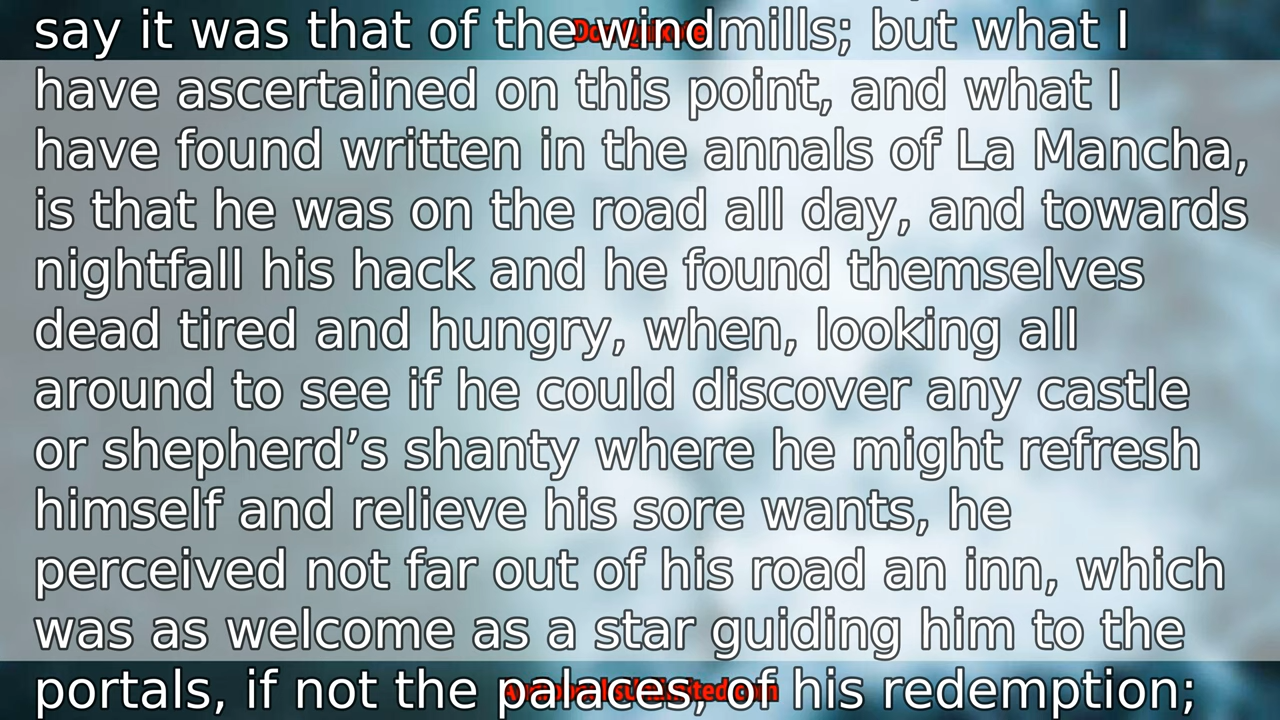 say it was that of the windmills; but what I
have ascertained on this point, and what I
have found written in the annals of La Mancha,
is that he was on the road all day, and towards
nightfall his hack and he found themselves
dead tired and hungry, when, looking all
around to see if he could discover any castle
or shepherd’s shanty where he might refresh
himself and relieve his sore wants, he
perceived not far out of his road an inn, which
was as welcome as a star guiding him to the
portals, if not the palaces, of his redemption;